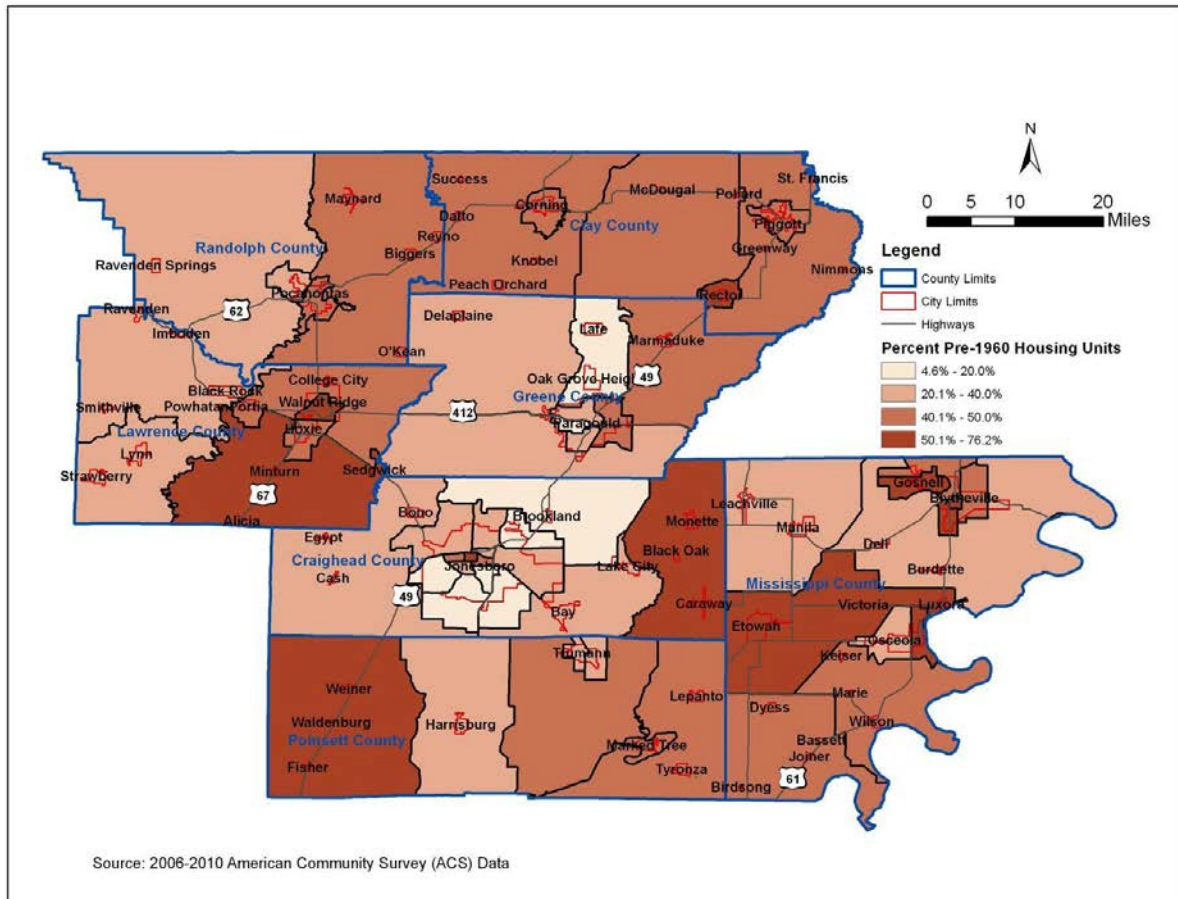 N
0 10 20
Miles
Legend
County Limits
City Limits
Highways
Percent Pre-1960 Housing Units
4.6% - 20.0%
20.1% - 40.0%
40.1% - 50.0%
50.1% - 76.2%
Success
St. Francis
Maynard
McDougal
Pollard
Corning
Datto
Clay County
Piggott
Reyno
Randolph County
Biggers
Greenway
Ravenden Springs
Knobel
Nimmons
Peach Orchard
Pocahontas
Rector
62
Ravenden
Delaplaine
Lafe
Imboden
Marmaduke
O'Kean
49
Oak Grove Heigh
College City
Black Rock
Greene County
Walnut Ridge
Smithville
Powhatan
Portia
412
Paragould
Lawrence County
Hoxie
Lynn
Strawberry
Minturn
Sedgwick
67
Gosnell
Leachville
Blytheville
Alicia
Bono
Brookland
Monette
Manila
Egypt
Dell
Black Oak
Craighead County
Jonesboro
Lake City
Burdette
Cash
Mississippi County
49
Caraway
Victoria
Luxora
Bay
Etowah
Osceola
Trumann
Keiser
Weiner
Lepanto
Marie
Dyess
Waldenburg
Harrisburg
Wilson
Poinsett County
Marked Tree
Bassett
Joiner
Fisher
Tyronza
61
Birdsong
Source: 2006-2010 American Community Survey (ACS) Data